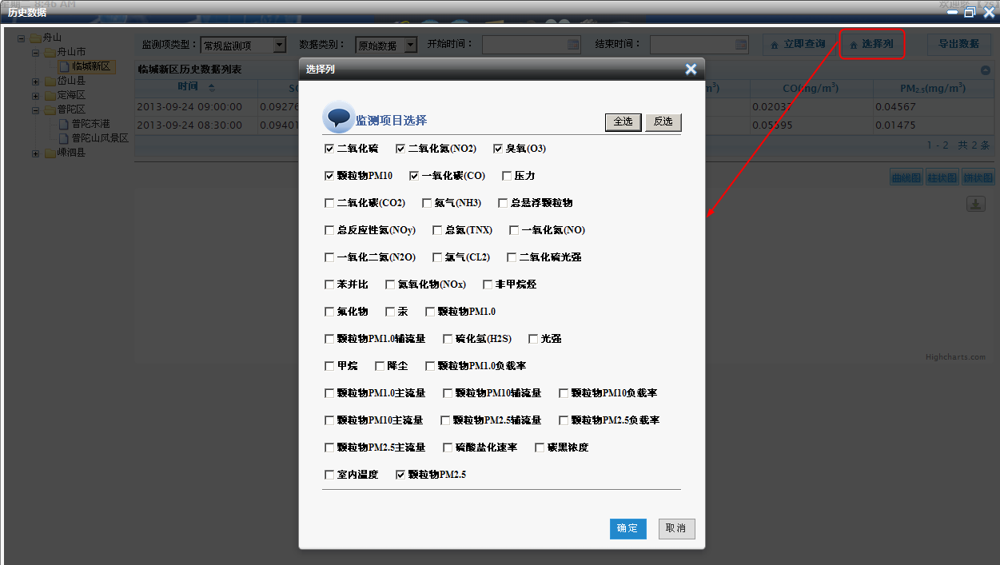 星期二 8:46 AM
历史数据
监测项类型： 常规监测项 数据类别： 原始数据 开始时间： 结束时间： 立即查询 选择列 导出数据
舟山
舟山市
临城新区
岱山县
定海区
普陀区
普陀东港
普陀山风景区
嵊泗县
临城新区历史数据列表
时间 CO(mg/m³) PM₂.₅(mg/m³)
2013-09-24 09:00:00 0.09276 0.02037 0.04567
2013-09-24 08:30:00 0.0940 0.05595 0.01475
1 - 2 共 2 条
曲线图 柱状图 饼状图
Highcharts.com
选择列
监测项目选择 全选 反选
二氧化硫 二氧化氮(NO2) 臭氧(O3)
颗粒物PM10 一氧化碳(CO) 压力
二氧化碳(CO2) 氨气(NH3) 总悬浮颗粒物
总反应性氮(NOy) 总氮(TNX) 一氧化氮(NO)
一氧化二氮(N2O) 氯气(CL2) 二氧化硫光强
苯并比 氮氧化物(NOx) 非甲烷烃
氟化物 汞 颗粒物PM1.0
颗粒物PM1.0辅流量 硫化氢(H2S) 光强
甲烷 降尘 颗粒物PM1.0负载率
颗粒物PM1.0主流量 颗粒物PM10辅流量 颗粒物PM10负载率
颗粒物PM10主流量 颗粒物PM2.5辅流量 颗粒物PM2.5负载率
颗粒物PM2.5主流量 硫酸盐化速率 碳黑浓度
室内温度 颗粒物PM2.5
确定 取消